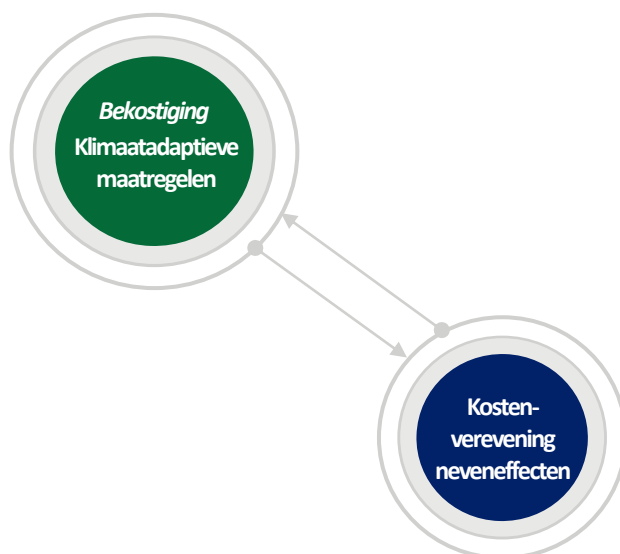 Bekostiging
Klimaatadaptieve
maatregelen
Kosten-
verevening
neveneffecten